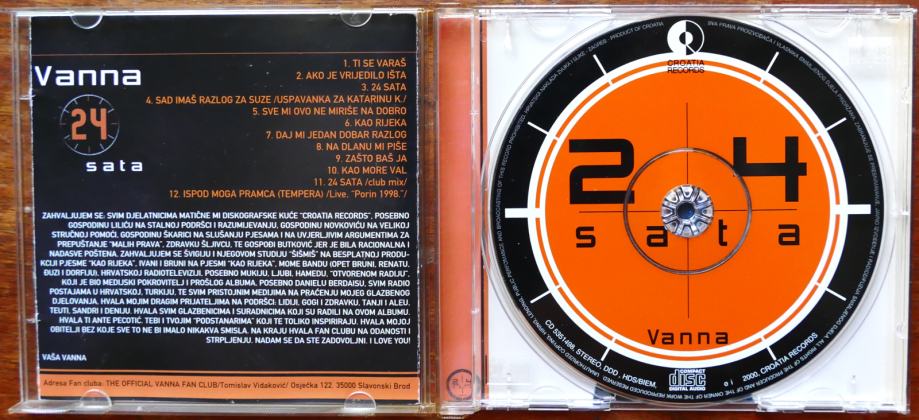 Vanna
24
sata
1. TI SE VARAŠ
2. AKO JE VRIJEDILO IŠTA
3. 24 SATA
4. SAD IMAŠ RAZLOG ZA SUZE /USPAVANKA ZA KATARINU K./
5. SVE MI OVO NE MIRIŠE NA DOBRO
6. KAO RIJEKA
7. DAJ MI JEDAN DOBAR RAZLOG
8. NA DLANU MI PIŠE
9. ZAŠTO BAŠ JA
10. KAO MORE VAL
11. 24 SATA /club mix/
12. ISPOD MOGA PRAMCA (TEMPERA) /Live, "Porin 1998."/
ZAHVALJUJEM SE. SVIM DJELATNICIMA MATIČNE MI DISKOGRAFSKE KUĆE "CROATIA RECORDS", POSEBNO
GOSPODINU LILIĆU NA STALNOJ PODRŠCI I RAZUMIJEVANJU, GOSPODINU NOVKOVIĆU NA VELIKOJ
STRUČNOJ POMOĆI, GOSPODINU ŠKARICI NA SLUŠANJU PJESAMA I NA UVJERLJIVIM ARGUMENTIMA ZA
PREPUŠTANJE "MALIH PRAVA", ZDRAVKU ŠLJIVCU, TE GOSPOĐI BUTKOVIĆ JER JE BILA RACIONALNA I
NADASVE POŠTENA. ZAHVALJUJEM SE ŠVIGIJU I NJEGOVOM STUDIJU "ŠIŠMIŠ" NA BESPLATNOJ PRODU-
KCIJI PJESME "KAO RIJEKA", IVANI I BRUNI NA PJESMI "KAO RIJEKA", MOME BANDU (OPET BRUNI, RENATU,
ĐUZI I DORFIJU). HRVATSKOJ RADIOTELEVIZIJI, POSEBNO MUKIJU, LJUBI, HAMEDU, "OTVORENOM RADIJU",
KOJI JE BIO MEDIJSKI POKROVITELJ I PROŠLOG ALBUMA, POSEBNO DANIELU BERDAISU, SVIM RADIO
POSTAJAMA U HRVATSKOJ, TURKIJU, TE SVIM PRISTOJNIM MEDIJIMA NA PRAĆENJU MOJEG GLAZBENOG
DJELOVANJA. HVALA MOJIM DRAGIM PRIJATELJIMA NA PODRŠCI: LIDIJI, GOGI I ZDRAVKU, TANJI I ALEU,
TEUTI, SANDRI I DENIJU. HVALA SVIM GLAZBENICIMA I SURADNICIMA KOJI SU RADILI NA OVOM ALBUMU.
HVALA TI ANTE PECOTIĆ, TEBI I TVOJIM "PODSTANARIMA" KOJI TE TOLIKO INSPIRIRAJU. HVALA MOJOJ
OBITELJI BEZ KOJE SVE TO NE BI IMALO NIKAKVA SMISLA. NA KRAJU HVALA FAN CLUBU NA ODANOSTI I
STRPLJENJU. NADAM SE DA STE ZADOVOLJNI. I LOVE YOU!
VAŠA VANNA
Adresa Fan cluba: THE OFFICIAL VANNA FAN CLUB/Tomislav Vidaković/ Osječka 122, 35000 Slavonski Brod
CROATIA
RECORDS
24
sata
Vanna
CD 5351498, STEREO, DDD, HDS/BIEM,
COMPACT
disc
DIGITAL AUDIO
2000, CROATIA RECORDS